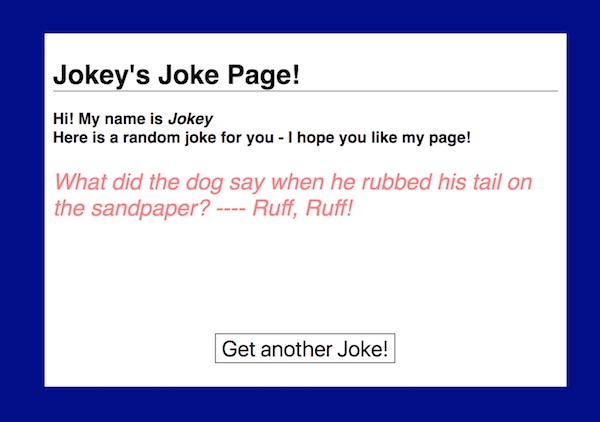 Jokey's Joke Page!
Hi! My name is Jokey
Here is a random joke for you - I hope you like my page!
What did the dog say when he rubbed his tail on
the sandpaper? ---- Ruff, Ruff!
Get another Joke!